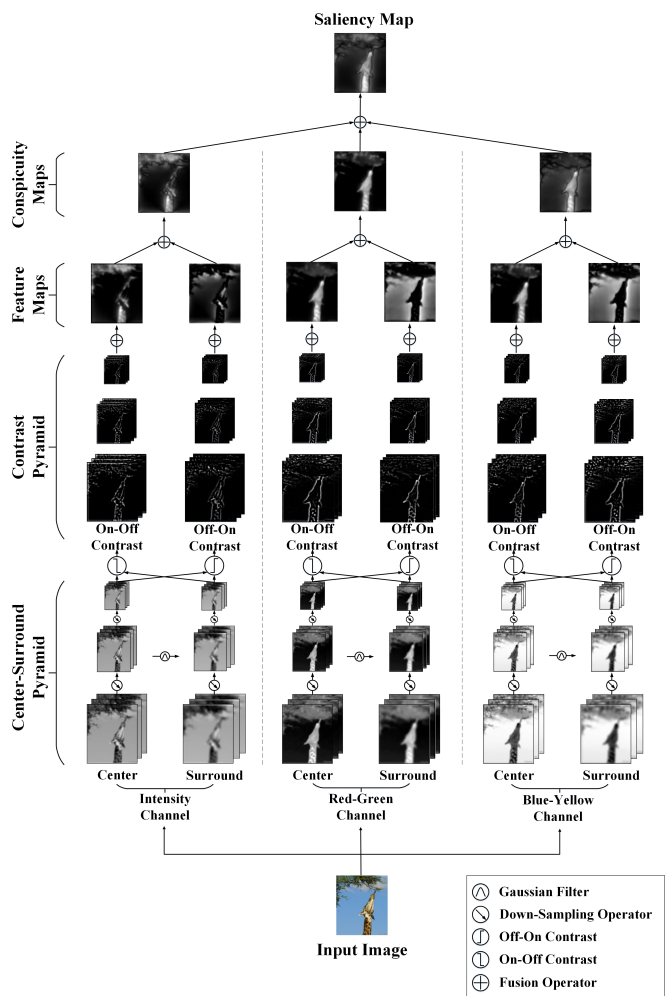 Saliency Map
Conspicuity
Maps
Feature
Maps
Contrast
Pyramid
On-Off
Contrast
Off-On
Contrast
On-Off
Contrast
Off-On
Contrast
On-Off
Contrast
Off-On
Contrast
Center-Surround
Pyramid
Center
Surround
Center
Surround
Center
Surround
Intensity
Channel
Red-Green
Channel
Blue-Yellow
Channel
Input Image
Gaussian Filter
Down-Sampling Operator
Off-On Contrast
On-Off Contrast
Fusion Operator